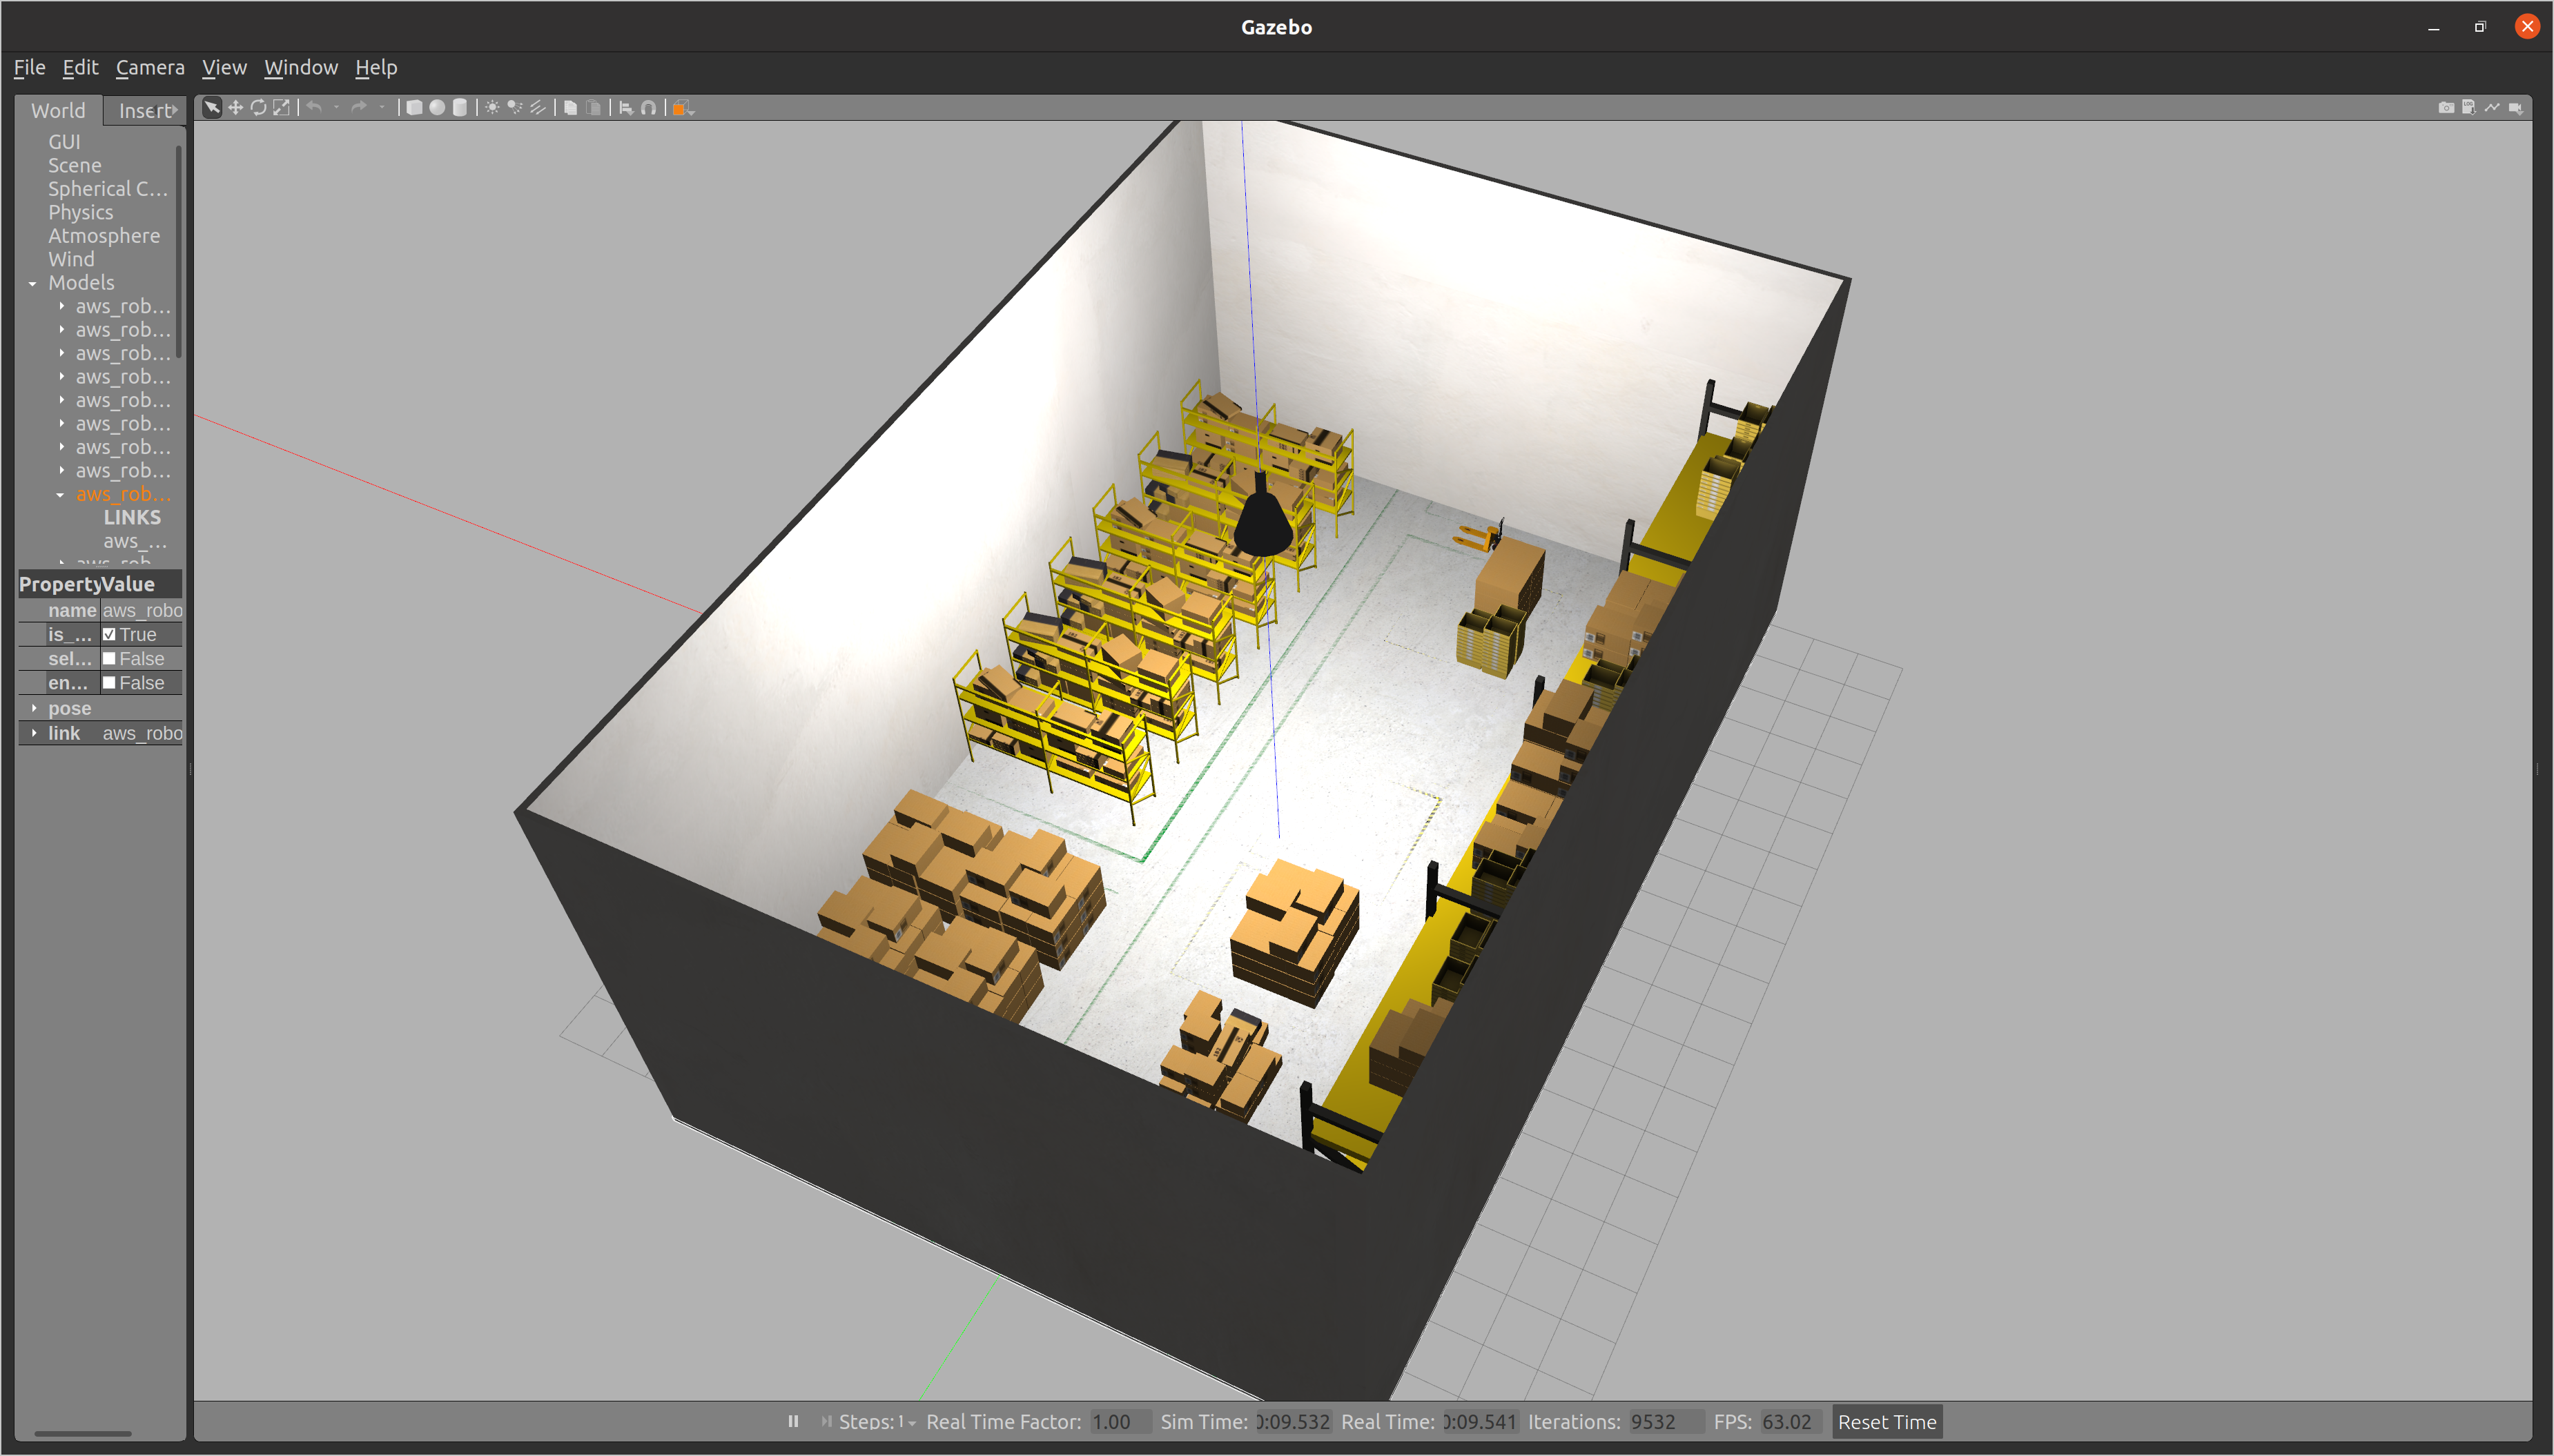 Gazebo
File Edit Camera View Window Help
World Insert
GUI
Scene
Spherical C...
Physics
Atmosphere
Wind
Models
aws_rob...
aws_rob...
aws_rob...
aws_rob...
aws_rob...
aws_rob...
aws_rob...
aws_rob...
aws_rob...
LINKS
aws_...
aws_rob
Property Value
name aws_robo
is_... True
sel... False
en... False
pose
link aws_robo
Steps: 1 Real Time Factor: 1.00 Sim Time: 0:09.532 Real Time: 0:09.541 Iterations: 9532 FPS: 63.02 Reset Time